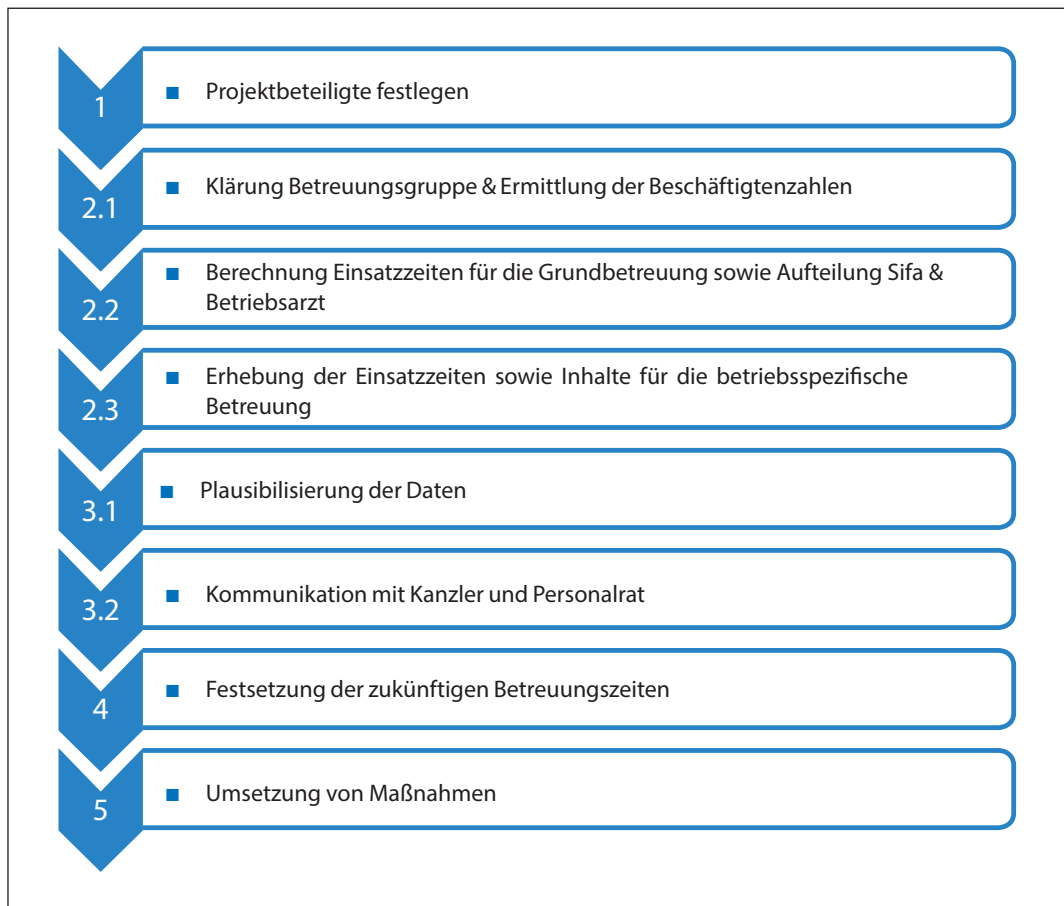 1
■ Projektbeteiligte festlegen
2.1
■ Klärung Betreuungsgruppe & Ermittlung der Beschäftigtenzahlen
2.2
■ Berechnung Einsatzzeiten für die Grundbetreuung sowie Aufteilung Sifa &
Betriebsarzt
2.3
■ Erhebung der Einsatzzeiten sowie Inhalte für die betriebsspezifische
Betreuung
3.1
■ Plausibilisierung der Daten
3.2
■ Kommunikation mit Kanzler und Personalrat
4
■ Festsetzung der zukünftigen Betreuungszeiten
5
■ Umsetzung von Maßnahmen